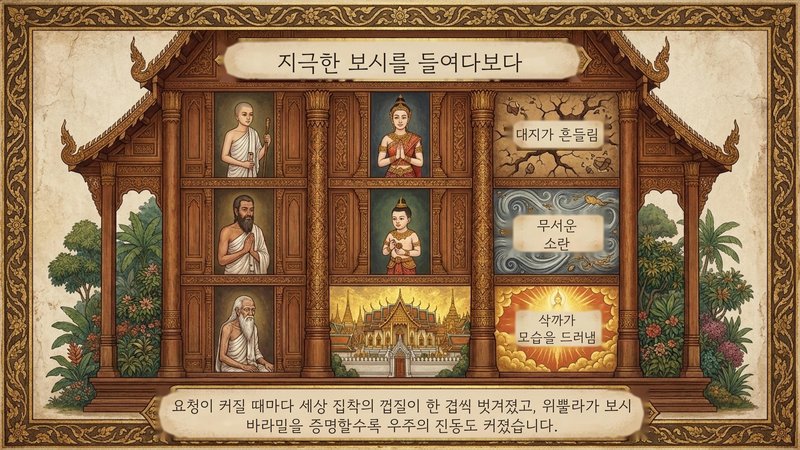 지극한 보시를 들여다보다
대지가 흔들림
무서운
소란
삭까가
모습을 드러냄
요청이 커질 때마다 세상 집착의 껍질이 한 겹씩 벗겨졌고, 위뿔라가 보시
바라밀을 증명할수록 우주의 진동도 커졌습니다.